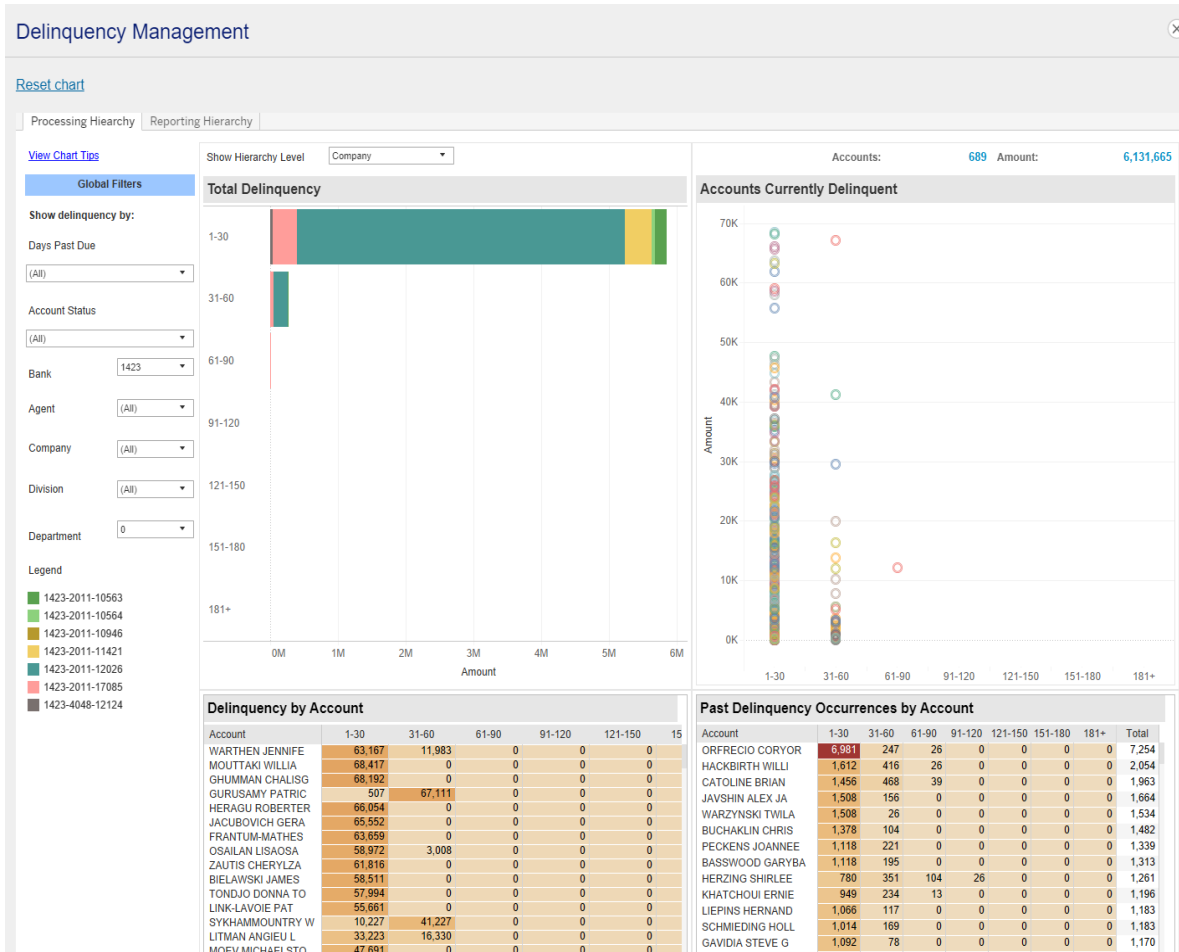 Delinquency Management
Reset chart
Processing Hiearchy Reporting Hierarchy
View Chart Tips
Global Filters
Show delinquency by:
Days Past Due
(All)
Account Status
(All)
Bank 1423
Agent (All)
Company (All)
Division (All)
Department 0
Legend
1423-2011-10563
1423-2011-10564
1423-2011-10946
1423-2011-11421
1423-2011-12026
1423-2011-17085
1423-4048-12124
Show Hierarchy Level Company
Total Delinquency
1-30
31-60
61-90
91-120
121-150
151-180
181+
0M 1M 2M 3M 4M 5M 6M
Amount
Accounts: 689 Amount: 6,131,665
Accounts Currently Delinquent
70K
60K
50K
40K
30K
20K
10K
0K
Amount
1-30 31-60 61-90 91-120 121-150 151-180 181+
Delinquency by Account
Account 1-30 31-60 61-90 91-120 121-150 15
WARTHEN JENNIFE 63,167 11,983 0 0 0
MOUTTAKI WILLIA 68,417 0 0 0 0
GHUMMAN CHALISG 68,192 0 0 0 0
GURUSAMY PATRIC 507 67,111 0 0 0
HERAGU ROBERTER 66,054 0 0 0 0
JACUBOVICH GERA 65,552 0 0 0 0
FRANTUM-MATHES 63,659 0 0 0 0
OSAILAN LISAOSA 58,972 3,008 0 0 0
ZAUTIS CHERYLZA 61,816 0 0 0 0
BIELAWSKI JAMES 58,511 0 0 0 0
TONDJO DONNA TO 57,994 0 0 0 0
LINK-LAVOIE PAT 55,661 0 0 0 0
SYKHAMMOUNTRY W 10,227 41,227 0 0 0
LITMAN ANGIEU L 33,223 16,330 0 0 0
MOEV MICHAELSTO 47,691 0 0 0 0
Past Delinquency Occurrences by Account
Account 1-30 31-60 61-90 91-120 121-150 151-180 181+ Total
ORFRECIO CORYOR 6,981 247 26 0 0 0 0 7,254
HACKBIRTH WILLI 1,612 416 26 0 0 0 0 2,054
CATOLINE BRIAN 1,456 468 39 0 0 0 0 1,963
JAVSHIN ALEX JA 1,508 156 0 0 0 0 0 1,664
WARZYNSKI TWILA 1,508 26 0 0 0 0 0 1,534
BUCHAKLIN CHRIS 1,378 104 0 0 0 0 0 1,482
PECKENS JOANNEE 1,118 221 0 0 0 0 0 1,339
BASSWOOD GARYBA 1,118 195 0 0 0 0 0 1,313
HERZING SHIRLEE 780 351 104 26 0 0 0 1,261
KHATCHOUI ERNIE 949 234 13 0 0 0 0 1,196
LIEPINS HERNAND 1,066 117 0 0 0 0 0 1,183
SCHMIEDING HOLL 1,014 169 0 0 0 0 0 1,183
GAVIDIA STEVE G 1,092 78 0 0 0 0 0 1,170